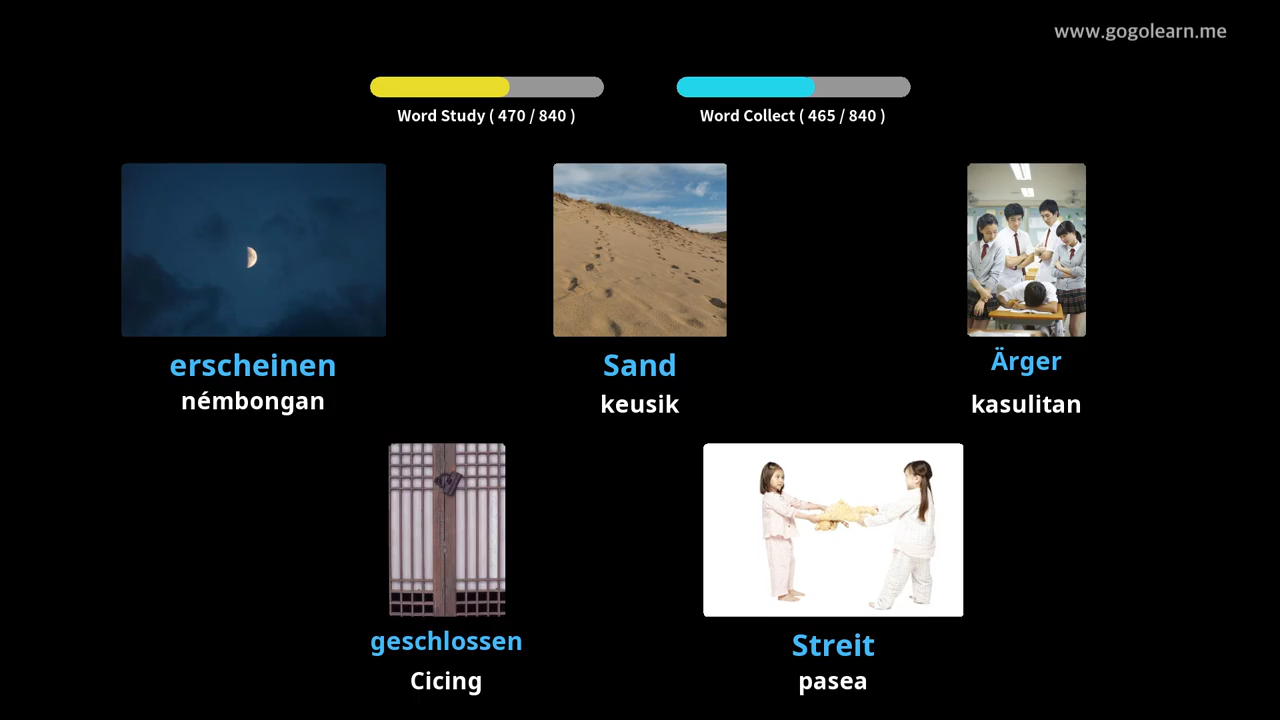 www.gogolearn.me
Word Study ( 470 / 840 )
Word Collect ( 465 / 840 )
erscheinen
némbongan
Sand
keusik
Ärger
kasulitan
geschlossen
Cicing
Streit
pasea